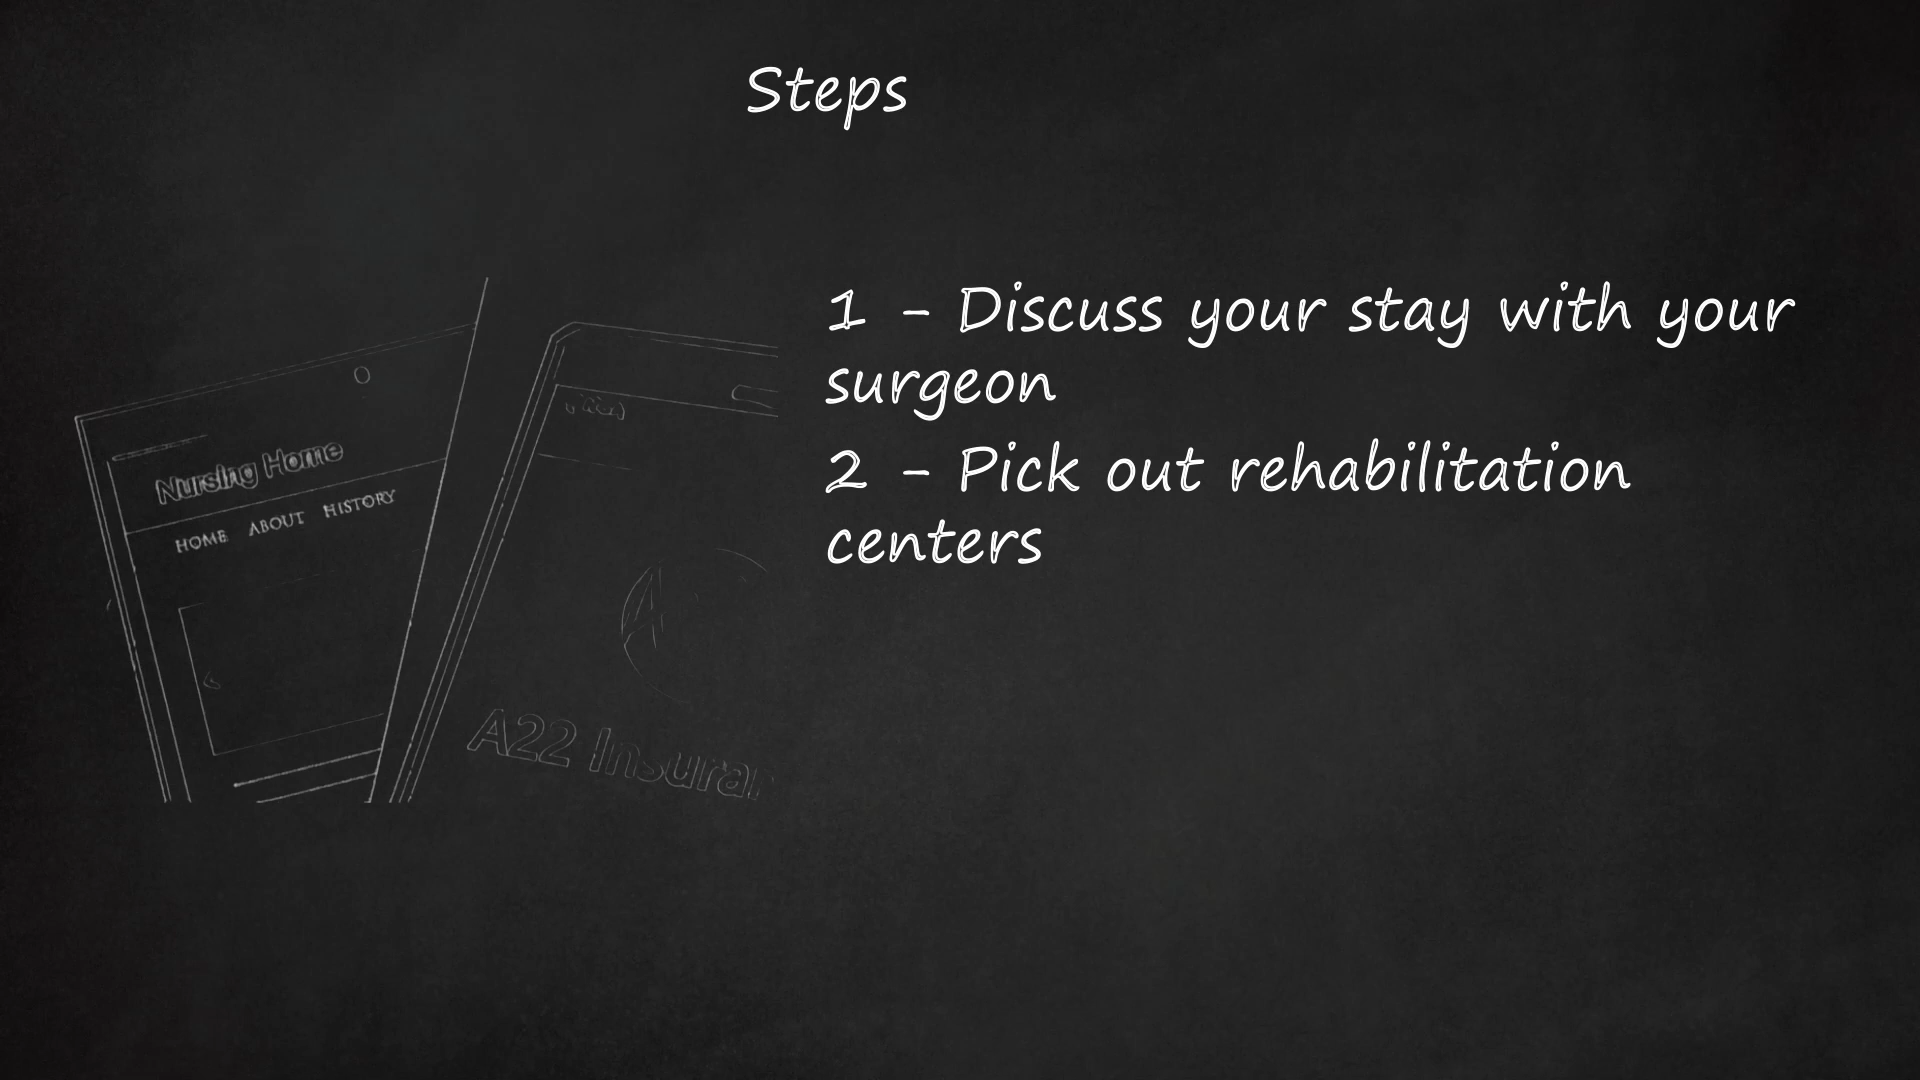 Steps
1 - Discuss your stay with your
surgeon
2 - Pick out rehabilitation
centers
Nursing Home
HOME ABOUT HISTORY
A22